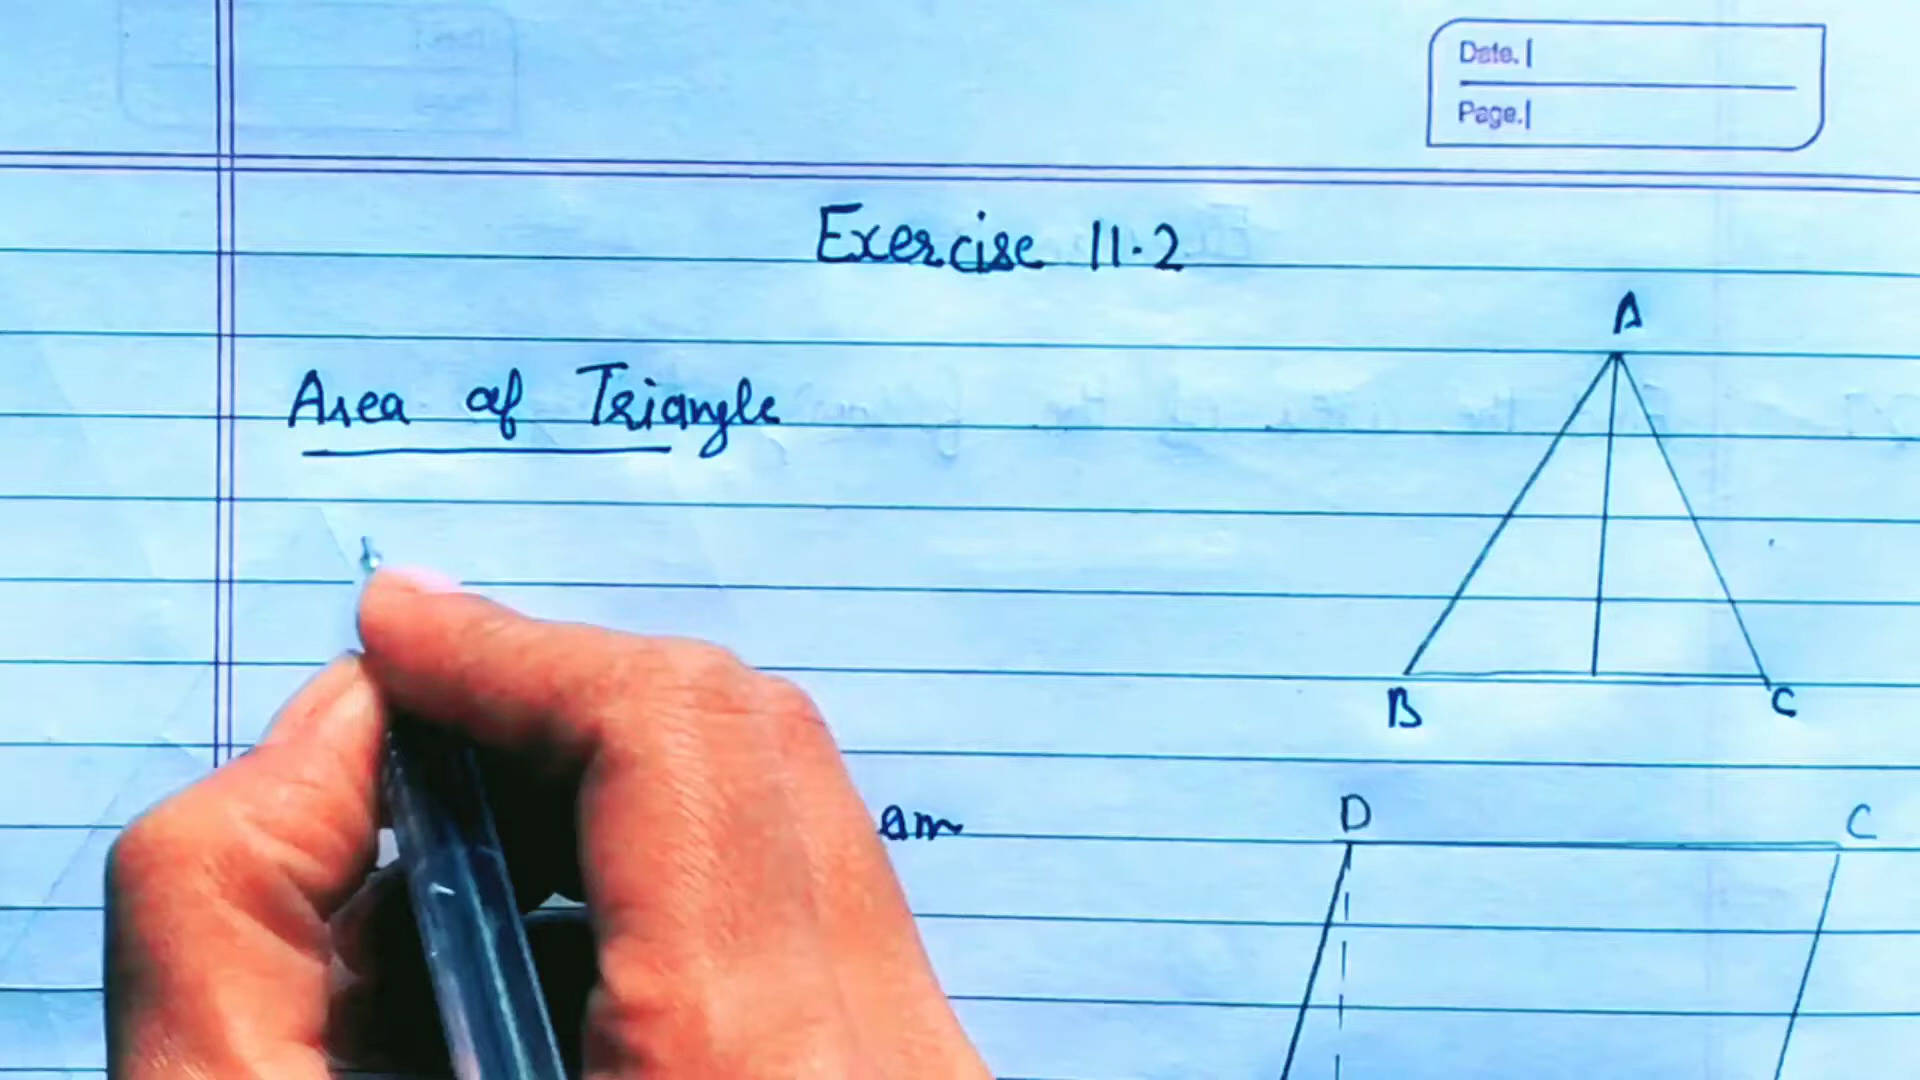 Date.
Page.
Exercise 11.2
A
Area of Triangle
B
C
am
D
C